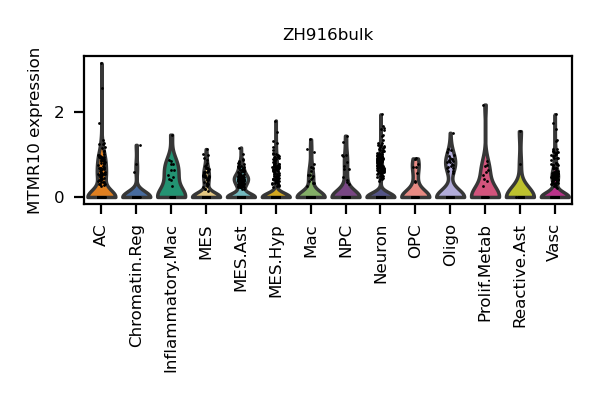 ZH916bulk
MTMR10 expression
2
0
AC
Chromatin.Reg
Inflammatory.Mac
MES
MES.Ast
MES.Hyp
Mac
NPC
Neuron
OPC
Oligo
Prolif.Metab
Reactive.Ast
Vasc